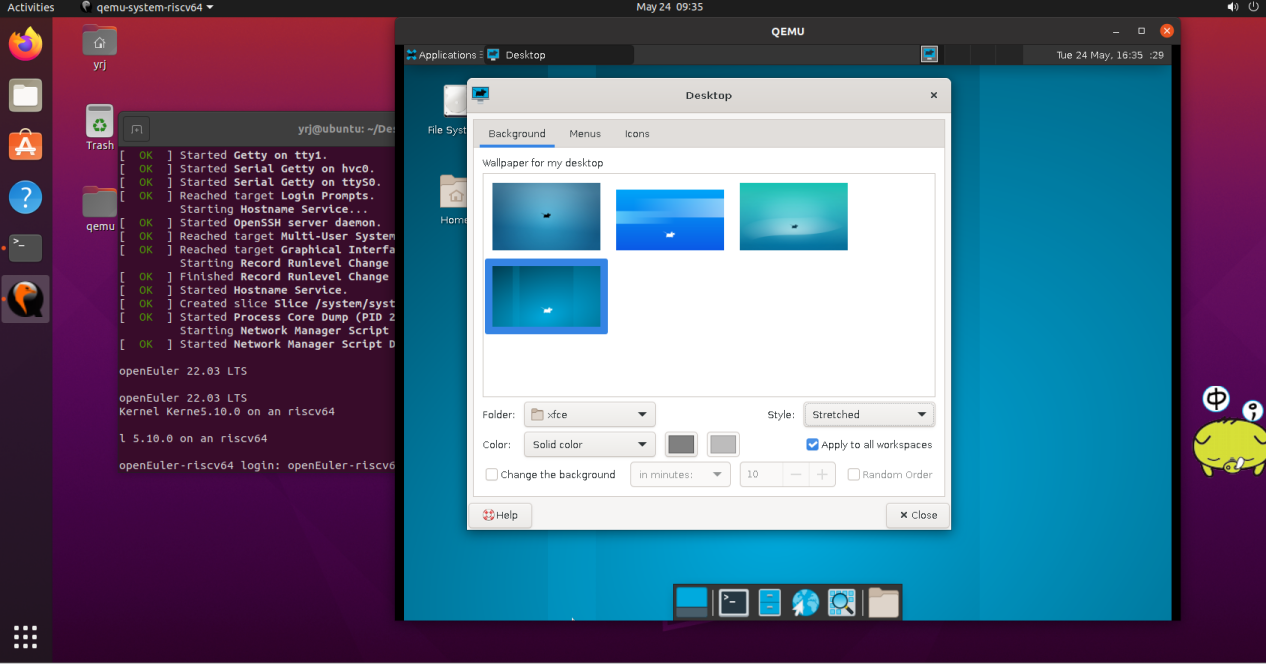 Activities
qemu-system-riscv64
May 24 09:35
yrj
Trash
qemu
yrj@ubuntu: ~/Des
[ OK ] Started Getty on tty1.
[ OK ] Started Serial Getty on hvc0.
[ OK ] Started Serial Getty on ttyS0.
[ OK ] Reached target Login Prompts.
Starting Hostname Service...
[ OK ] Started OpenSSH server daemon.
[ OK ] Reached target Multi-User System
[ OK ] Reached target Graphical Interfa
Starting Record Runlevel Change
[ OK ] Finished Record Runlevel Change
[ OK ] Started Hostname Service.
[ OK ] Created slice Slice /system/syst
[ OK ] Started Process Core Dump (PID 2
Starting Network Manager Script
[ OK ] Started Network Manager Script D
openEuler 22.03 LTS
openEuler 22.03 LTS
Kernel Kerne5.10.0 on an riscv64
l 5.10.0 on an riscv64
openEuler-riscv64 login: openEuler-riscv6
QEMU
Applications
Desktop
Tue 24 May, 16:35 :29
File Syst
Home
Desktop
Background Menus Icons
Wallpaper for my desktop
Folder: xfce
Style: Stretched
Color: Solid color
Apply to all workspaces
Change the background in minutes: 10 Random Order
Help
Close
中